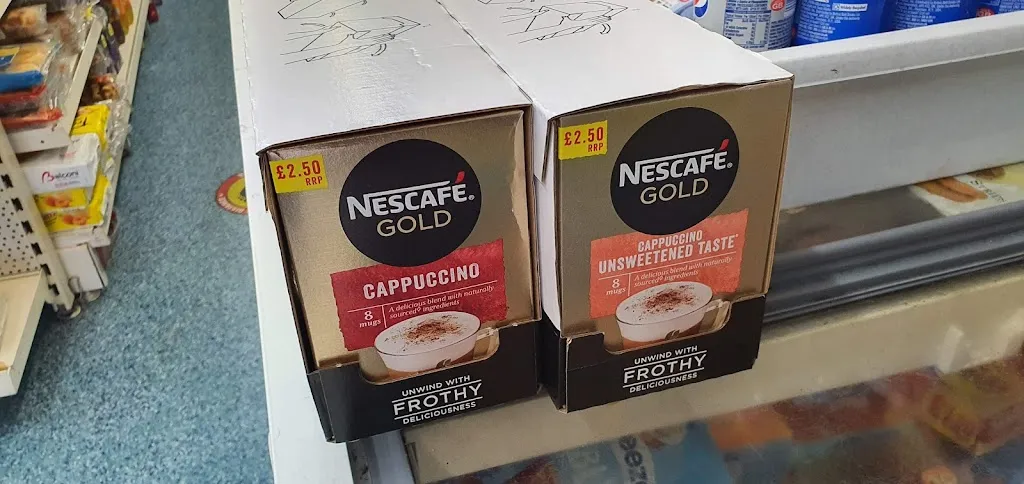 £2.50
RRP
NESCAFÉ®
GOLD
CAPPUCCINO
8
mugs
A delicious blend with naturally
sourced◊ ingredients
UNWIND WITH
FROTHY
DELICIOUSNESS
£2.50
RRP
NESCAFÉ®
GOLD
CAPPUCCINO
UNSWEETENED TASTE*
8
mugs
A delicious blend with naturally
sourced◊ ingredients
UNWIND WITH
FROTHY
DELICIOUSNESS
Balconi